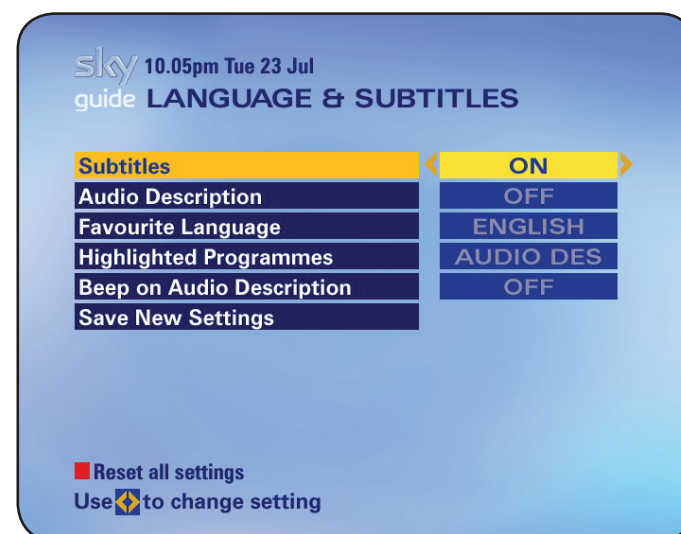 sky 10.05pm Tue 23 Jul
guide LANGUAGE & SUBTITLES
Subtitles ON
Audio Description OFF
Favourite Language ENGLISH
Highlighted Programmes AUDIO DES
Beep on Audio Description OFF
Save New Settings
Reset all settings
Use to change setting